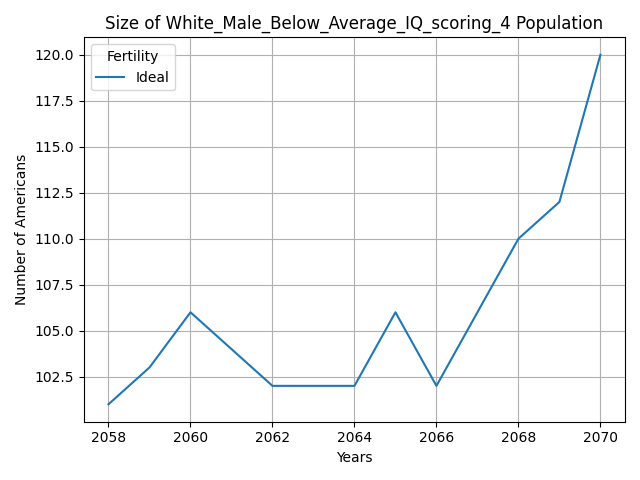 Size of White_Male_Below_Average_IQ_scoring_4 Population
Fertility
Ideal
120.0
117.5
115.0
112.5
110.0
107.5
105.0
102.5
Number of Americans
2058 2060 2062 2064 2066 2068 2070
Years